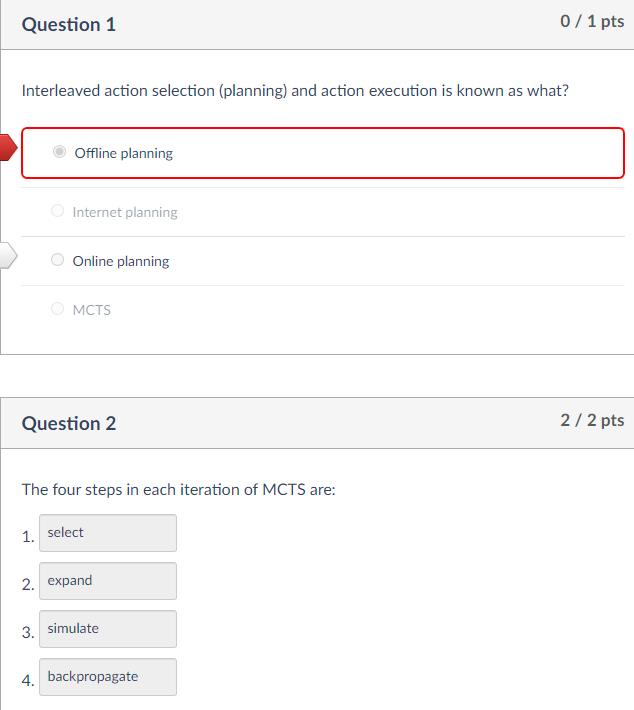 Question 1
0 / 1 pts
Interleaved action selection (planning) and action execution is known as what?
Offline planning
Internet planning
Online planning
MCTS
Question 2
2 / 2 pts
The four steps in each iteration of MCTS are:
1. select
2. expand
3. simulate
4. backpropagate